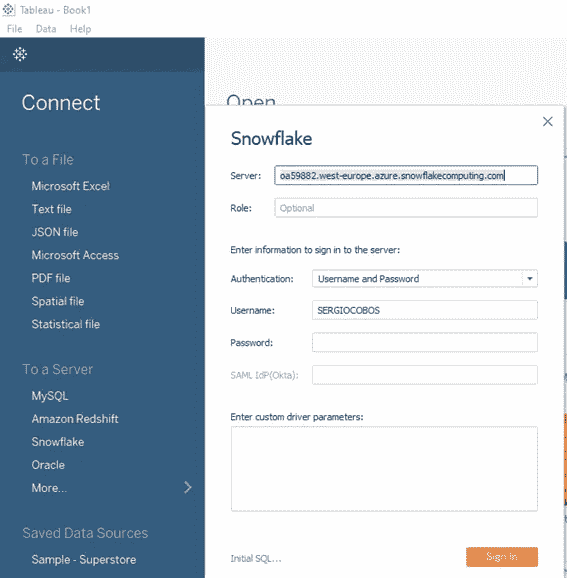 Tableau - Book1
File Data Help
Connect
Open
To a File
Microsoft Excel
Text file
JSON file
Microsoft Access
PDF file
Spatial file
Statistical file
To a Server
MySQL
Amazon Redshift
Snowflake
Oracle
More...
Saved Data Sources
Sample - Superstore
Snowflake
Server: oa59882.west-europe.azure.snowflakecomputing.com
Role: Optional
Enter information to sign in to the server:
Authentication: Username and Password
Username: SERGIOCOBOS
Password:
SAML IdP(Okta):
Enter custom driver parameters:
Initial SQL... Sign In